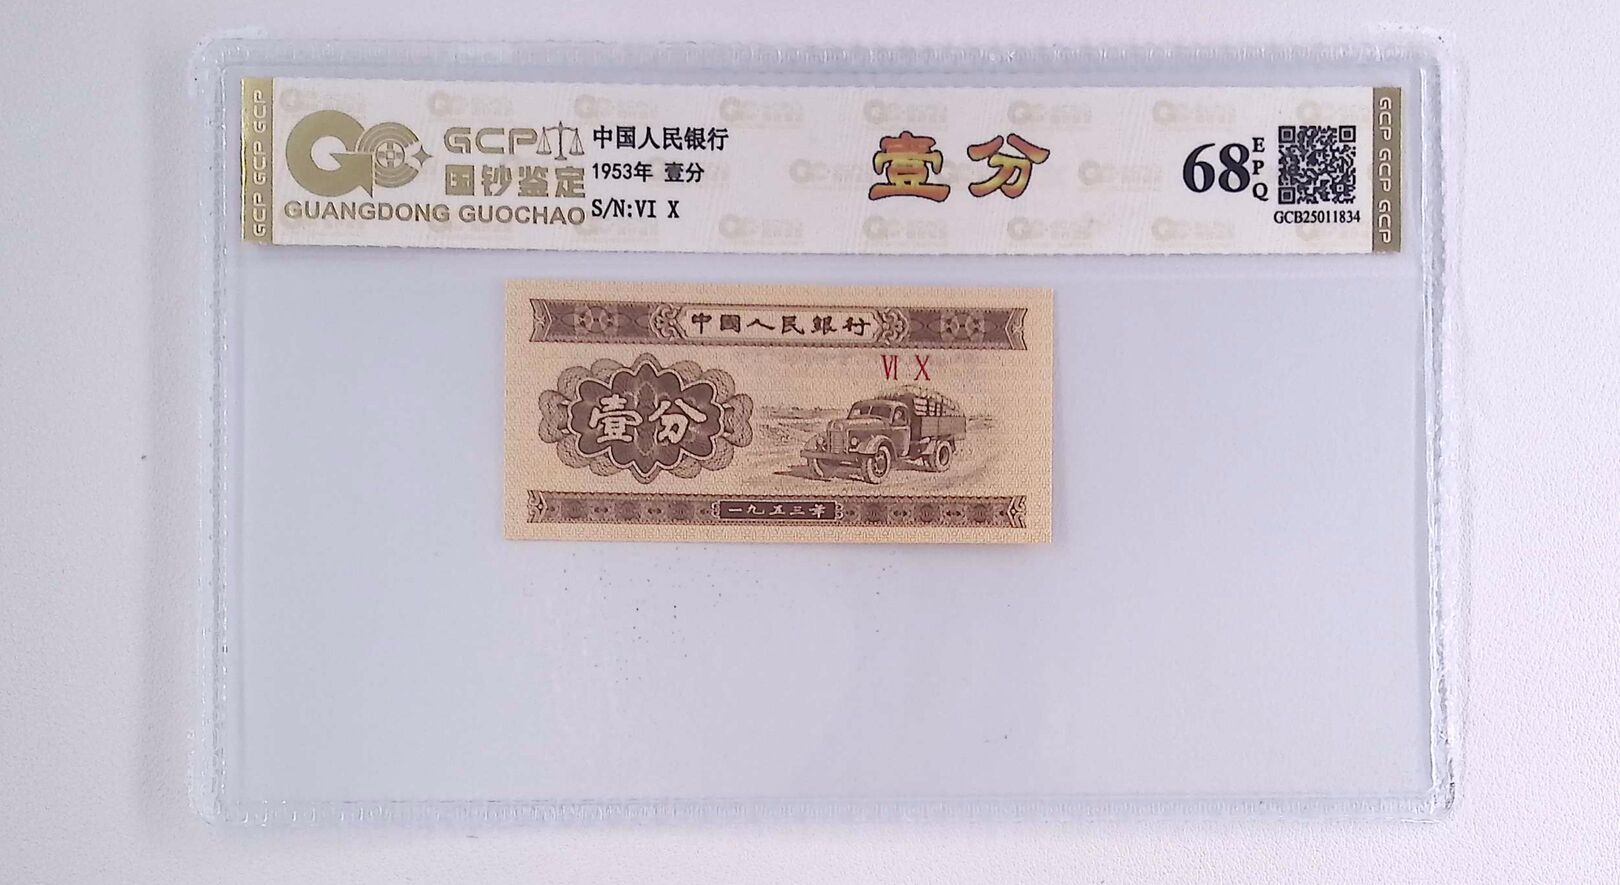 GCP GCP GCP
GCP
国钞鉴定
GUANGDONG GUOCHAO
中国人民银行
1953年 壹分
S/N:VI X
壹分
68
EPQ
GCB25011834
GCP GCP GCP
中國人民銀行
VI X
壹分
一九五三年